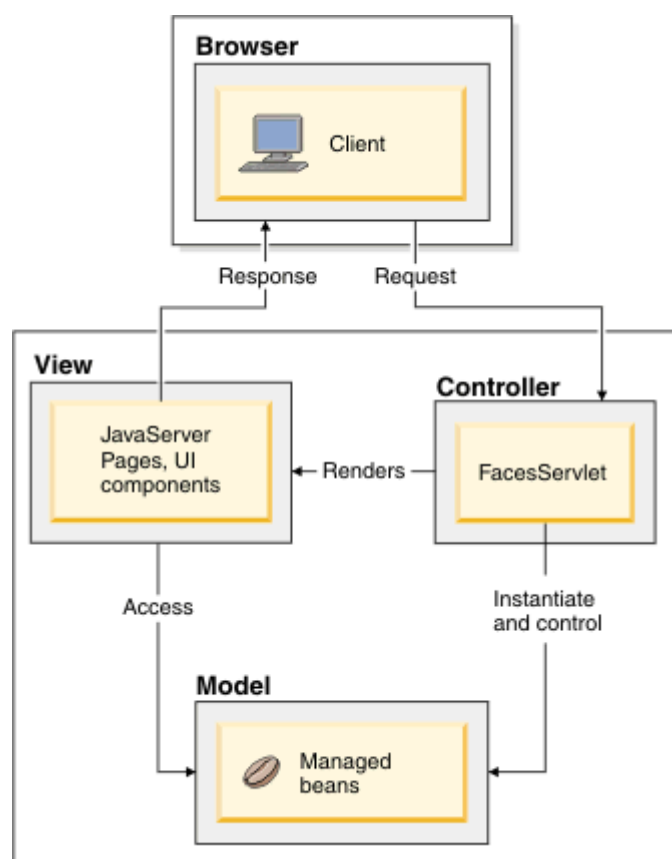 Browser
Client
Response
Request
View
Controller
JavaServer
Pages, UI
components
Renders
FacesServlet
Access
Instantiate
and control
Model
Managed
beans